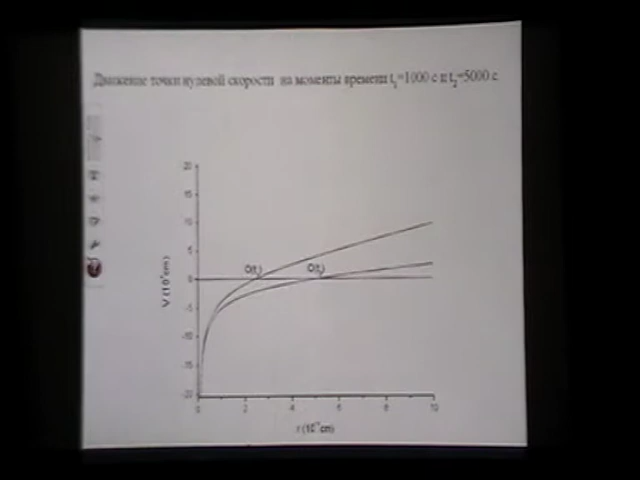 Движение точки нулевой скорости на моменты времени t₁=1000 с и t₂=5000 с
20
15
10
5
0
-5
-10
-15
-20
O(t₁)
O(t₂)
0 2 4 6 8 10